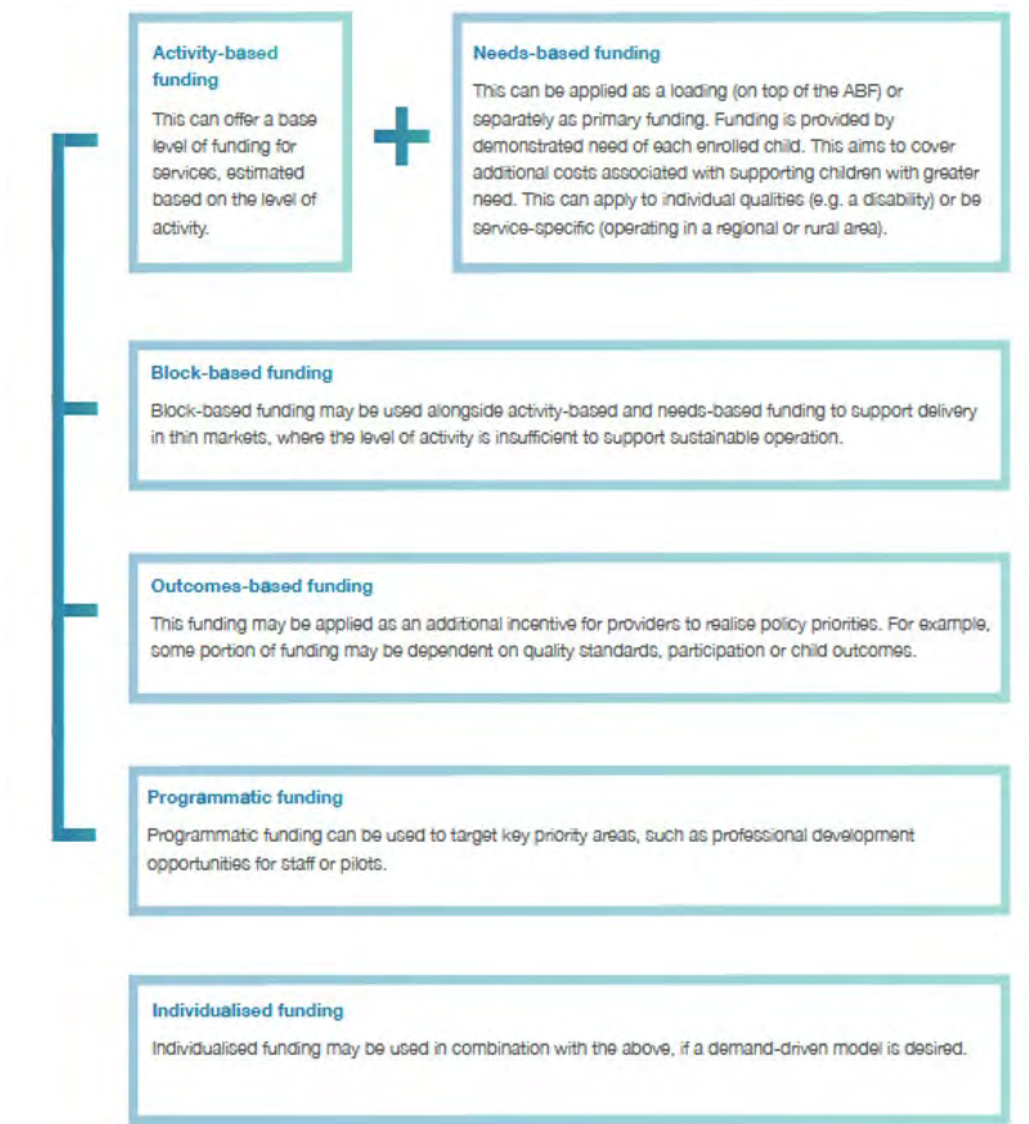 Activity-based
funding
This can offer a base
level of funding for
services, estimated
based on the level of
activity.
Needs-based funding
This can be applied as a loading (on top of the ABF) or
separately as primary funding. Funding is provided by
demonstrated need of each enrolled child. This aims to cover
additional costs associated with supporting children with greater
need. This can apply to individual qualities (e.g. a disability) or be
service-specific (operating in a regional or rural area).
Block-based funding
Block-based funding may be used alongside activity-based and needs-based funding to support delivery
in thin markets, where the level of activity is insufficient to support sustainable operation.
Outcomes-based funding
This funding may be applied as an additional incentive for providers to realise policy priorities. For example,
some portion of funding may be dependent on quality standards, participation or child outcomes.
Programmatic funding
Programmatic funding can be used to target key priority areas, such as professional development
opportunities for staff or pilots.
Individualised funding
Individualised funding may be used in combination with the above, if a demand-driven model is desired.